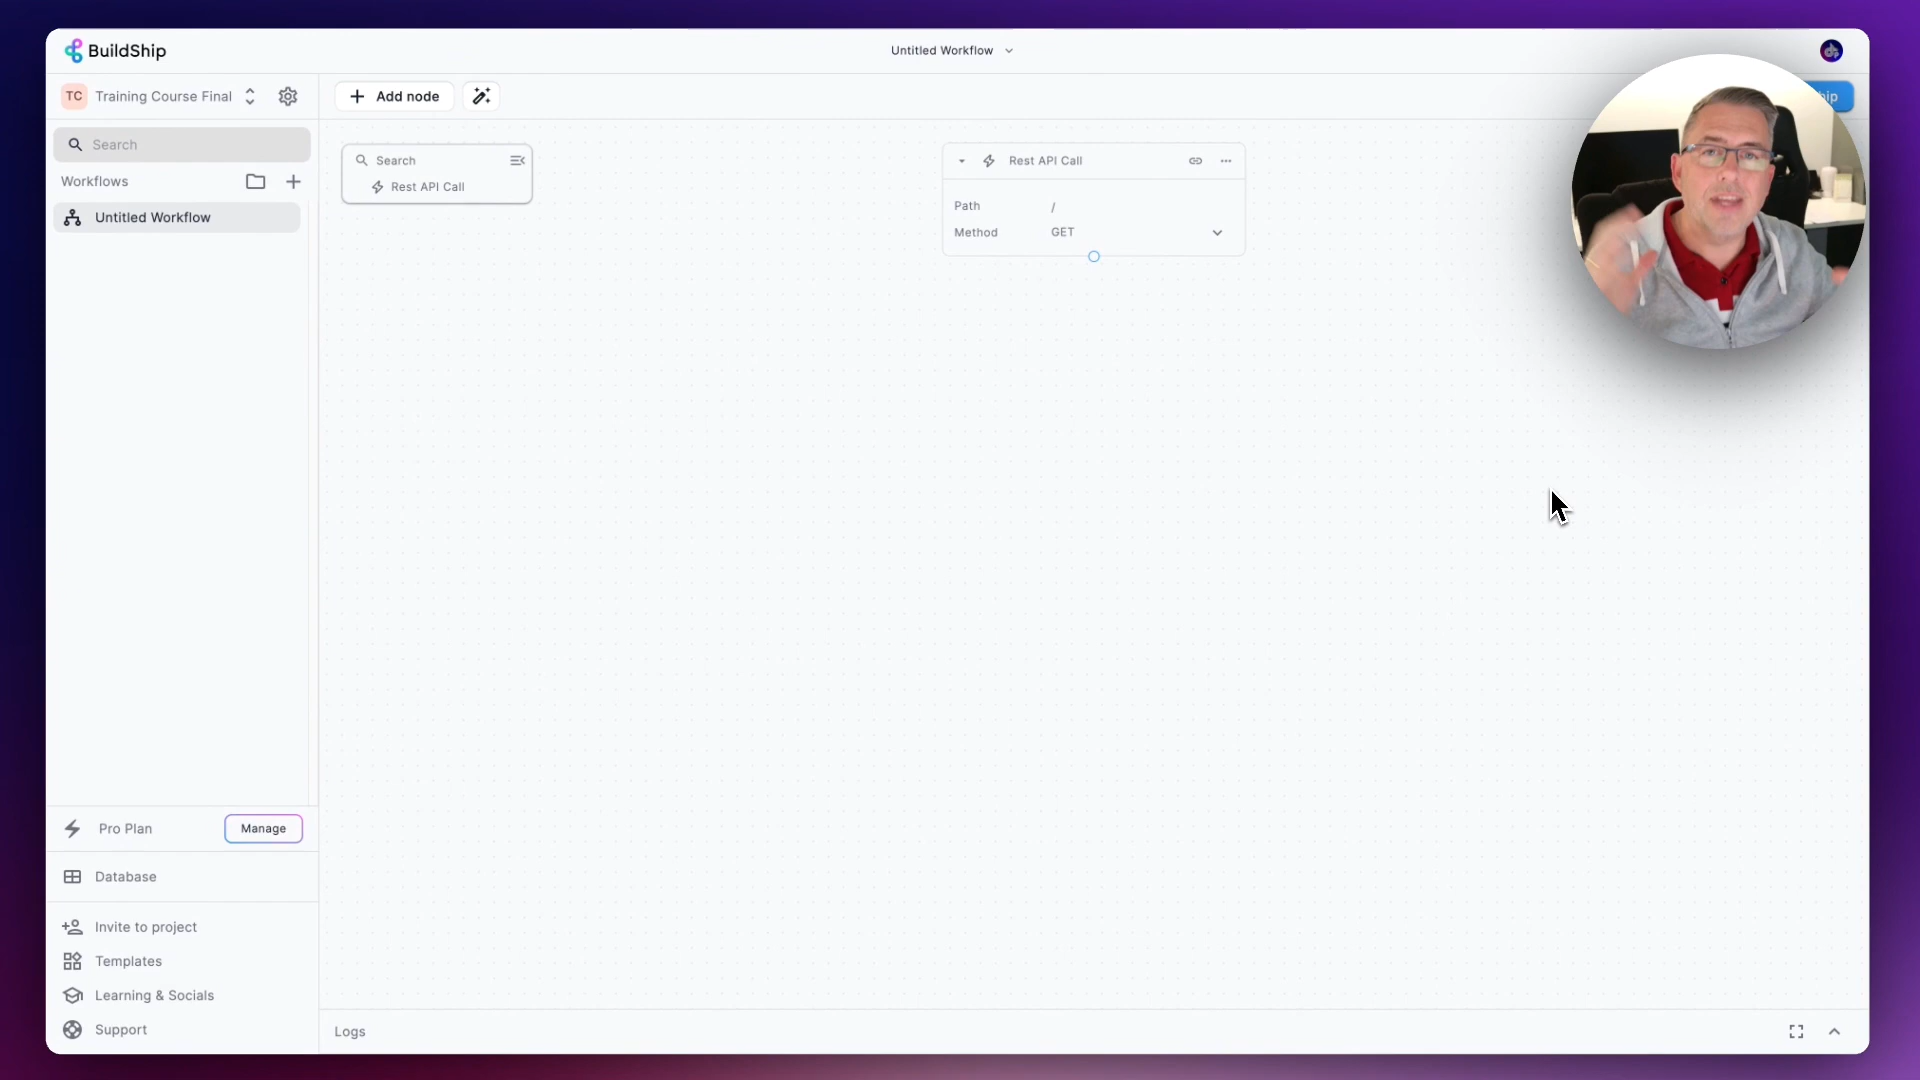 BuildShip
Untitled Workflow
TC Training Course Final
Add node
Search
Workflows
Untitled Workflow
Search
Rest API Call
Rest API Call
Path /
Method GET
Pro Plan Manage
Database
Invite to project
Templates
Learning & Socials
Support
Logs